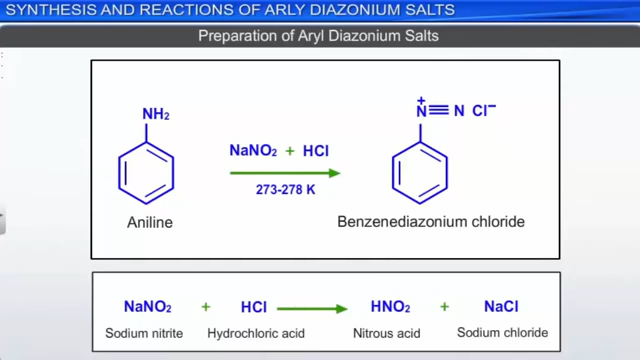 SYNTHESIS AND REACTIONS OF ARLY DIAZONIUM SALTS
Preparation of Aryl Diazonium Salts
NH₂
Aniline
NaNO₂ + HCl
273-278 K
N⁺≡N Cl⁻
Benzenediazonium chloride
NaNO₂ + HCl → HNO₂ + NaCl
Sodium nitrite Hydrochloric acid Nitrous acid Sodium chloride